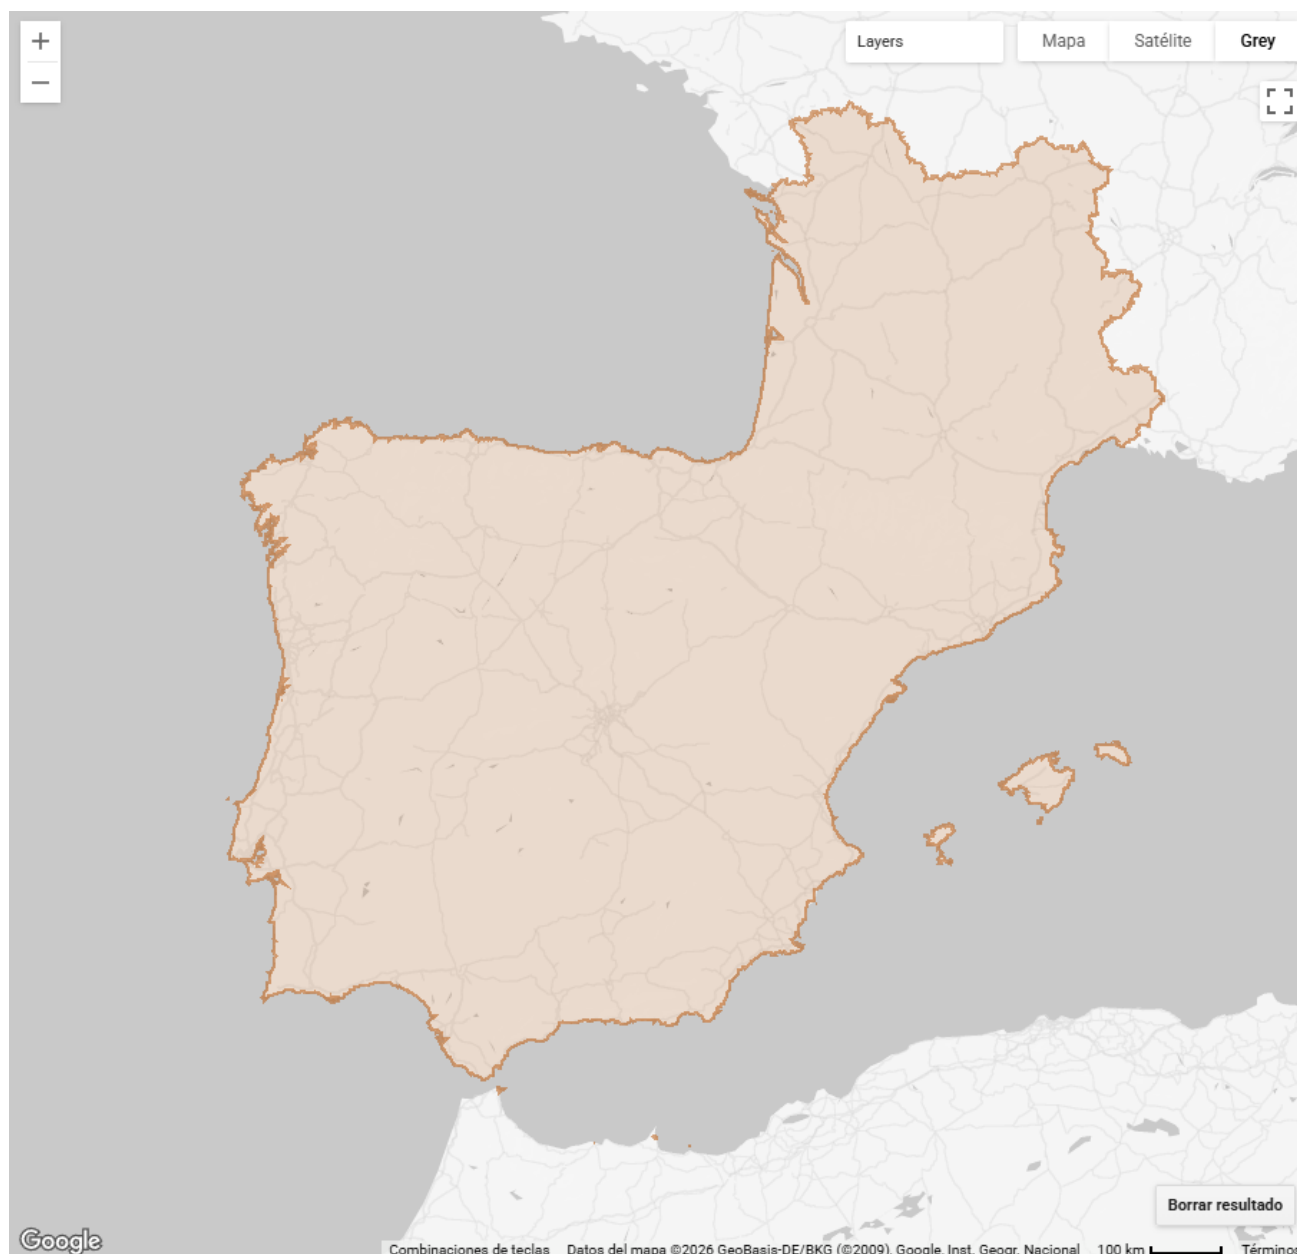 +
Layers
Mapa Satélite Grey
−
Borrar resultado
Google
Combinaciones de teclas Datos del mapa ©2026 GeoBasis-DE/BKG (©2009), Google, Inst. Geogr. Nacional 100 km Término